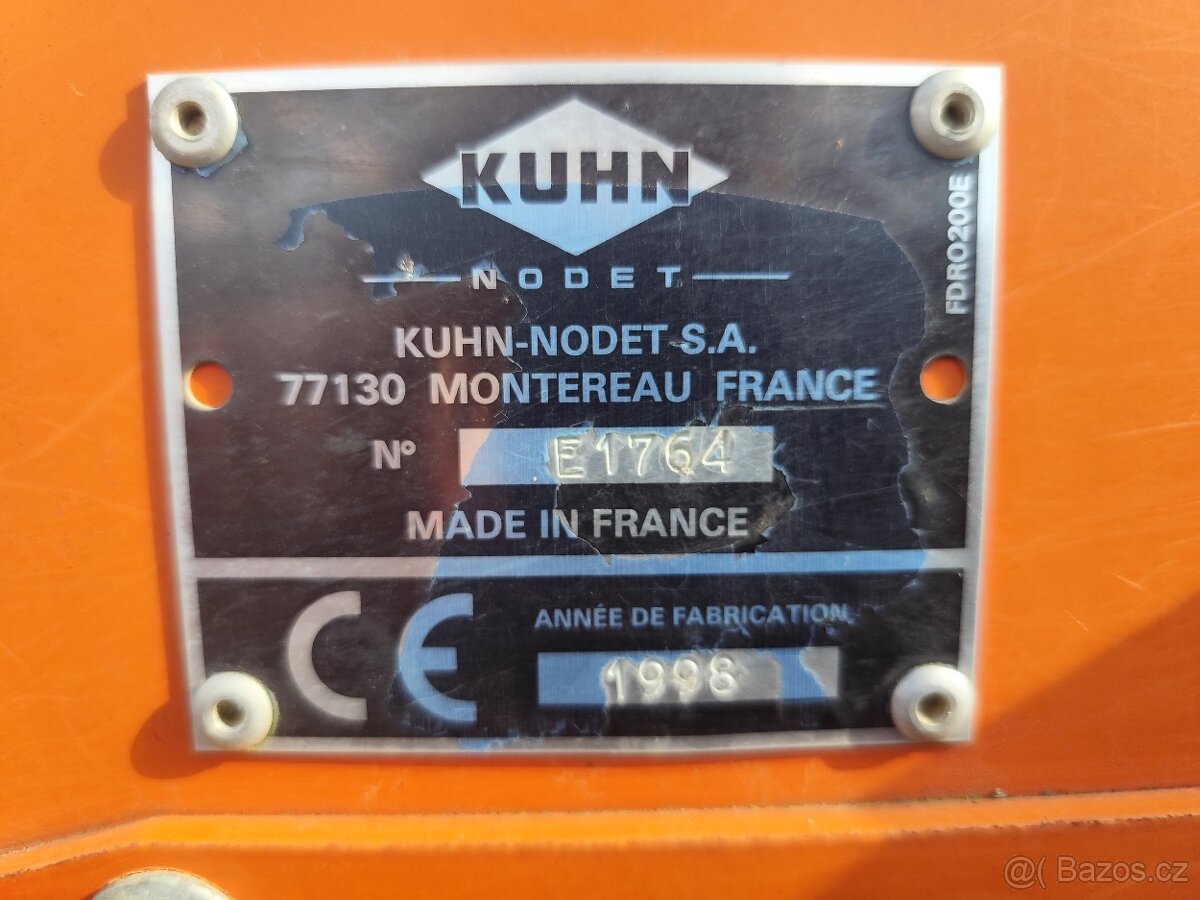 KUHN
NODET
KUHN-NODET S.A.
77130 MONTEREAU FRANCE
N° E1764
MADE IN FRANCE
FDRO200E
CE
ANNÉE DE FABRICATION
1998
@( Bazos.cz